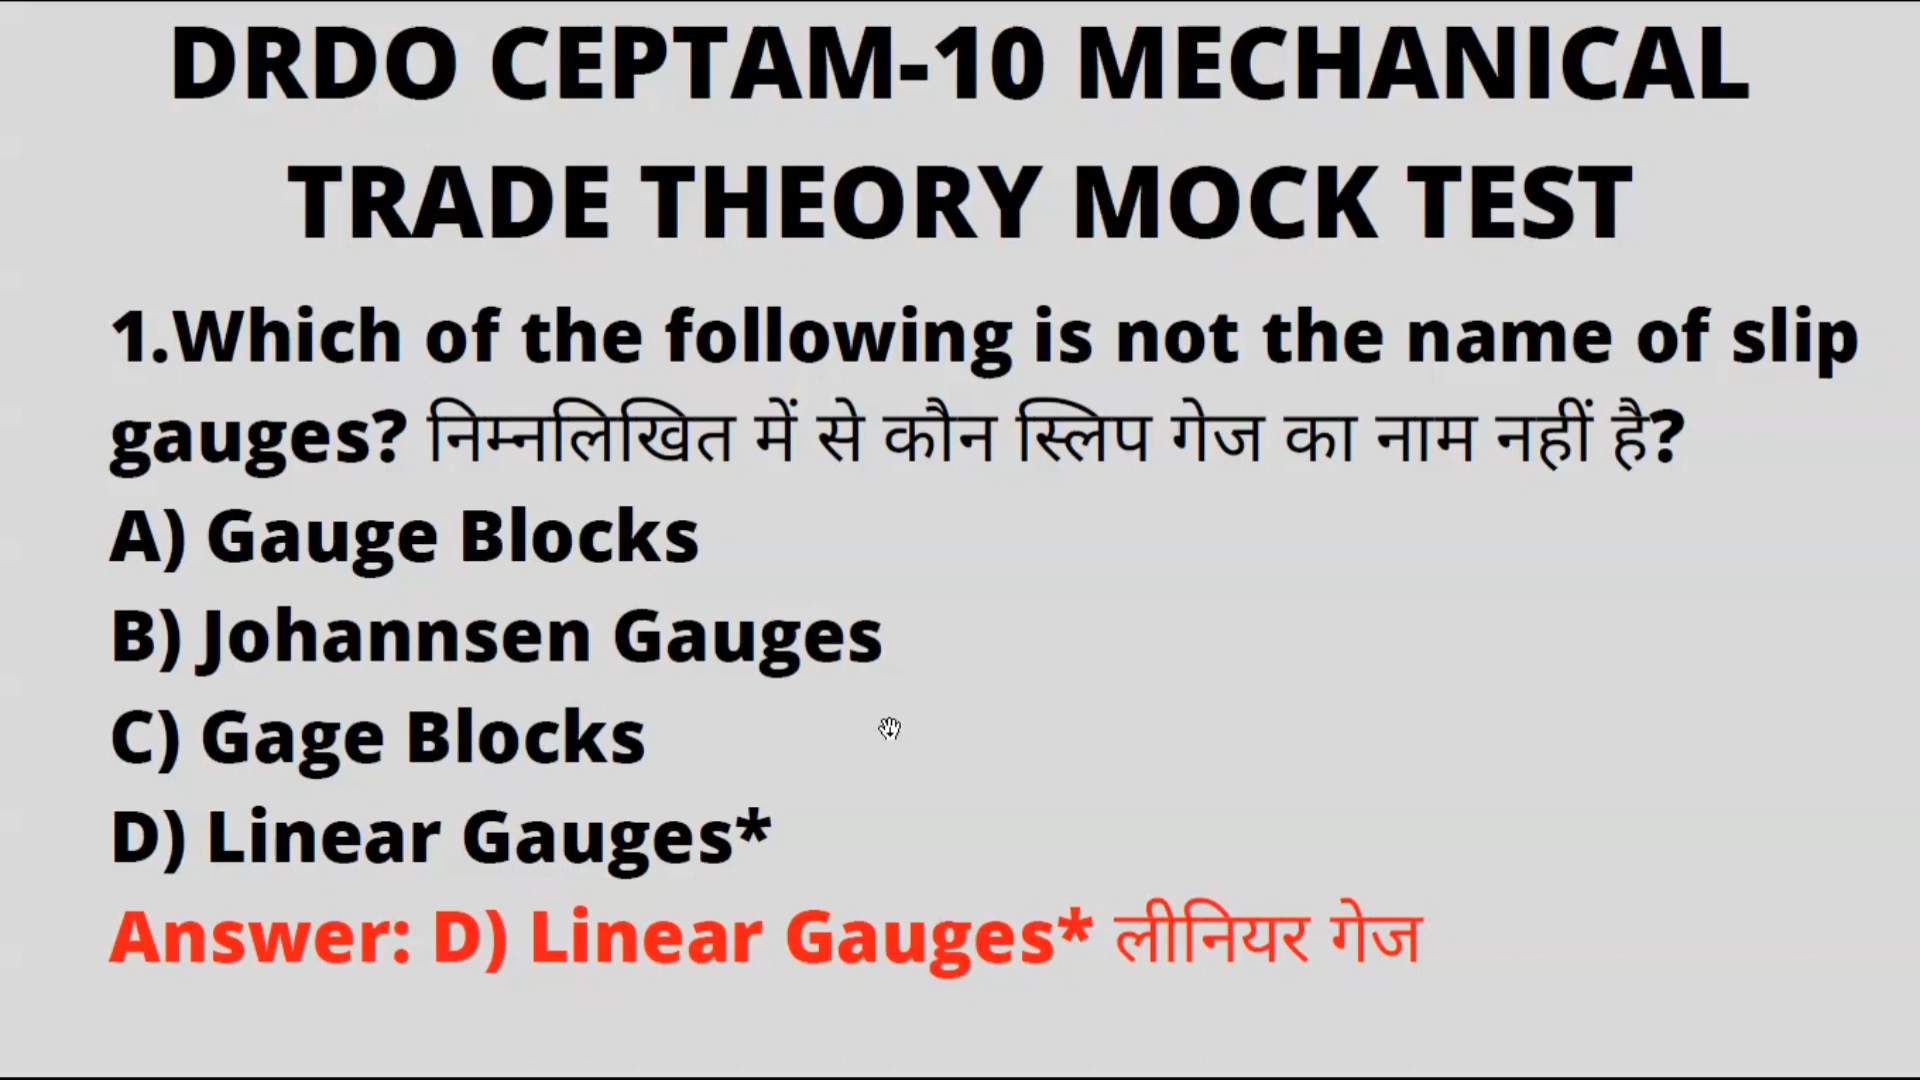 DRDO CEPTAM-10 MECHANICAL
TRADE THEORY MOCK TEST
1.Which of the following is not the name of slip
gauges? निम्नलिखित में से कौन स्लिप गेज का नाम नहीं है?
A) Gauge Blocks
B) Johannsen Gauges
C) Gage Blocks
D) Linear Gauges*
Answer: D) Linear Gauges* लीनियर गेज